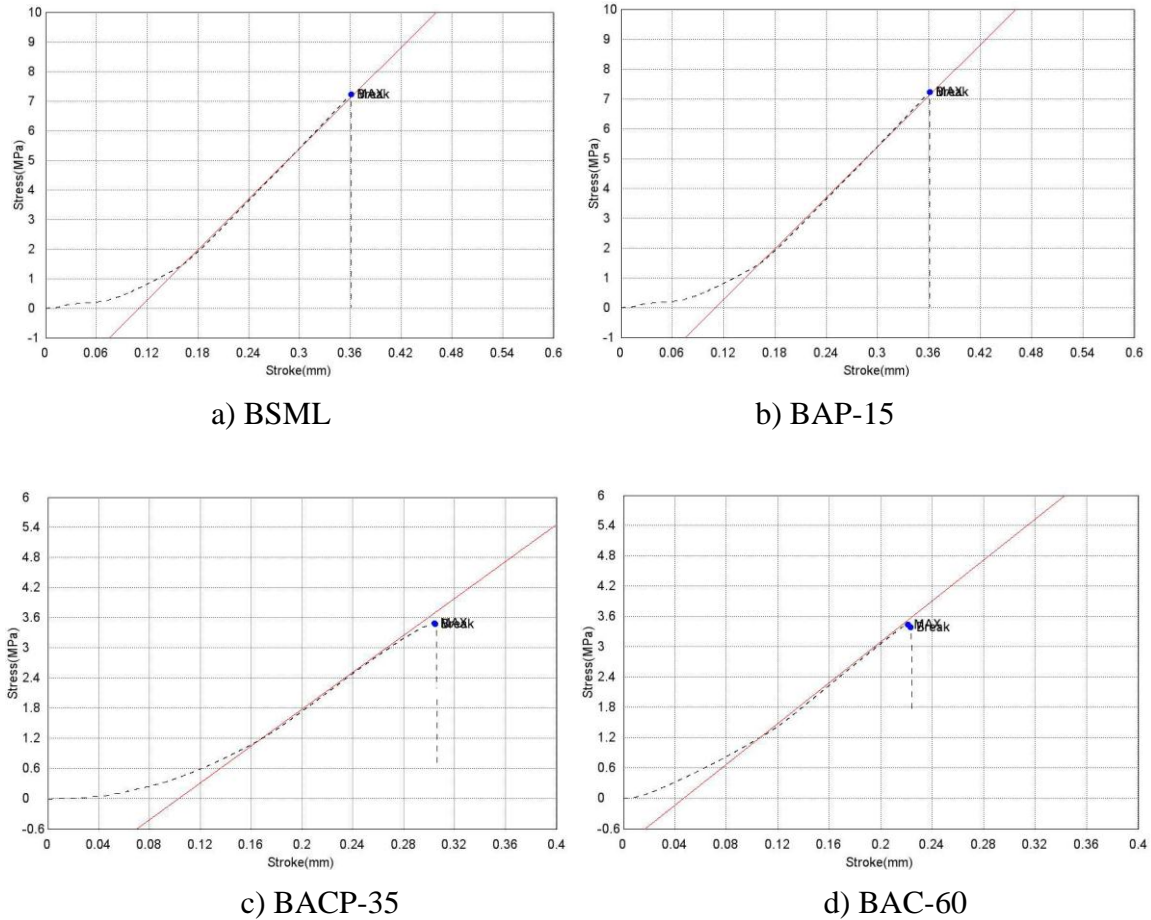 10
9
8
7
6
5
4
3
2
1
0
-1
Stress(MPa)
MAX
Break
0 0.06 0.12 0.18 0.24 0.3 0.36 0.42 0.48 0.54 0.6
Stroke(mm)
a) BSML
10
9
8
7
6
5
4
3
2
1
0
-1
Stress(MPa)
MAX
Break
0 0.06 0.12 0.18 0.24 0.3 0.36 0.42 0.48 0.54 0.6
Stroke(mm)
b) BAP-15
6
5.4
4.8
4.2
3.6
3
2.4
1.8
1.2
0.6
0
-0.6
Stress(MPa)
MAX
Break
0 0.04 0.08 0.12 0.16 0.2 0.24 0.28 0.32 0.36 0.4
Stroke(mm)
c) BACP-35
6
5.4
4.8
4.2
3.6
3
2.4
1.8
1.2
0.6
0
-0.6
Stress(MPa)
MAX
Break
0 0.04 0.08 0.12 0.16 0.2 0.24 0.28 0.32 0.36 0.4
Stroke(mm)
d) BAC-60